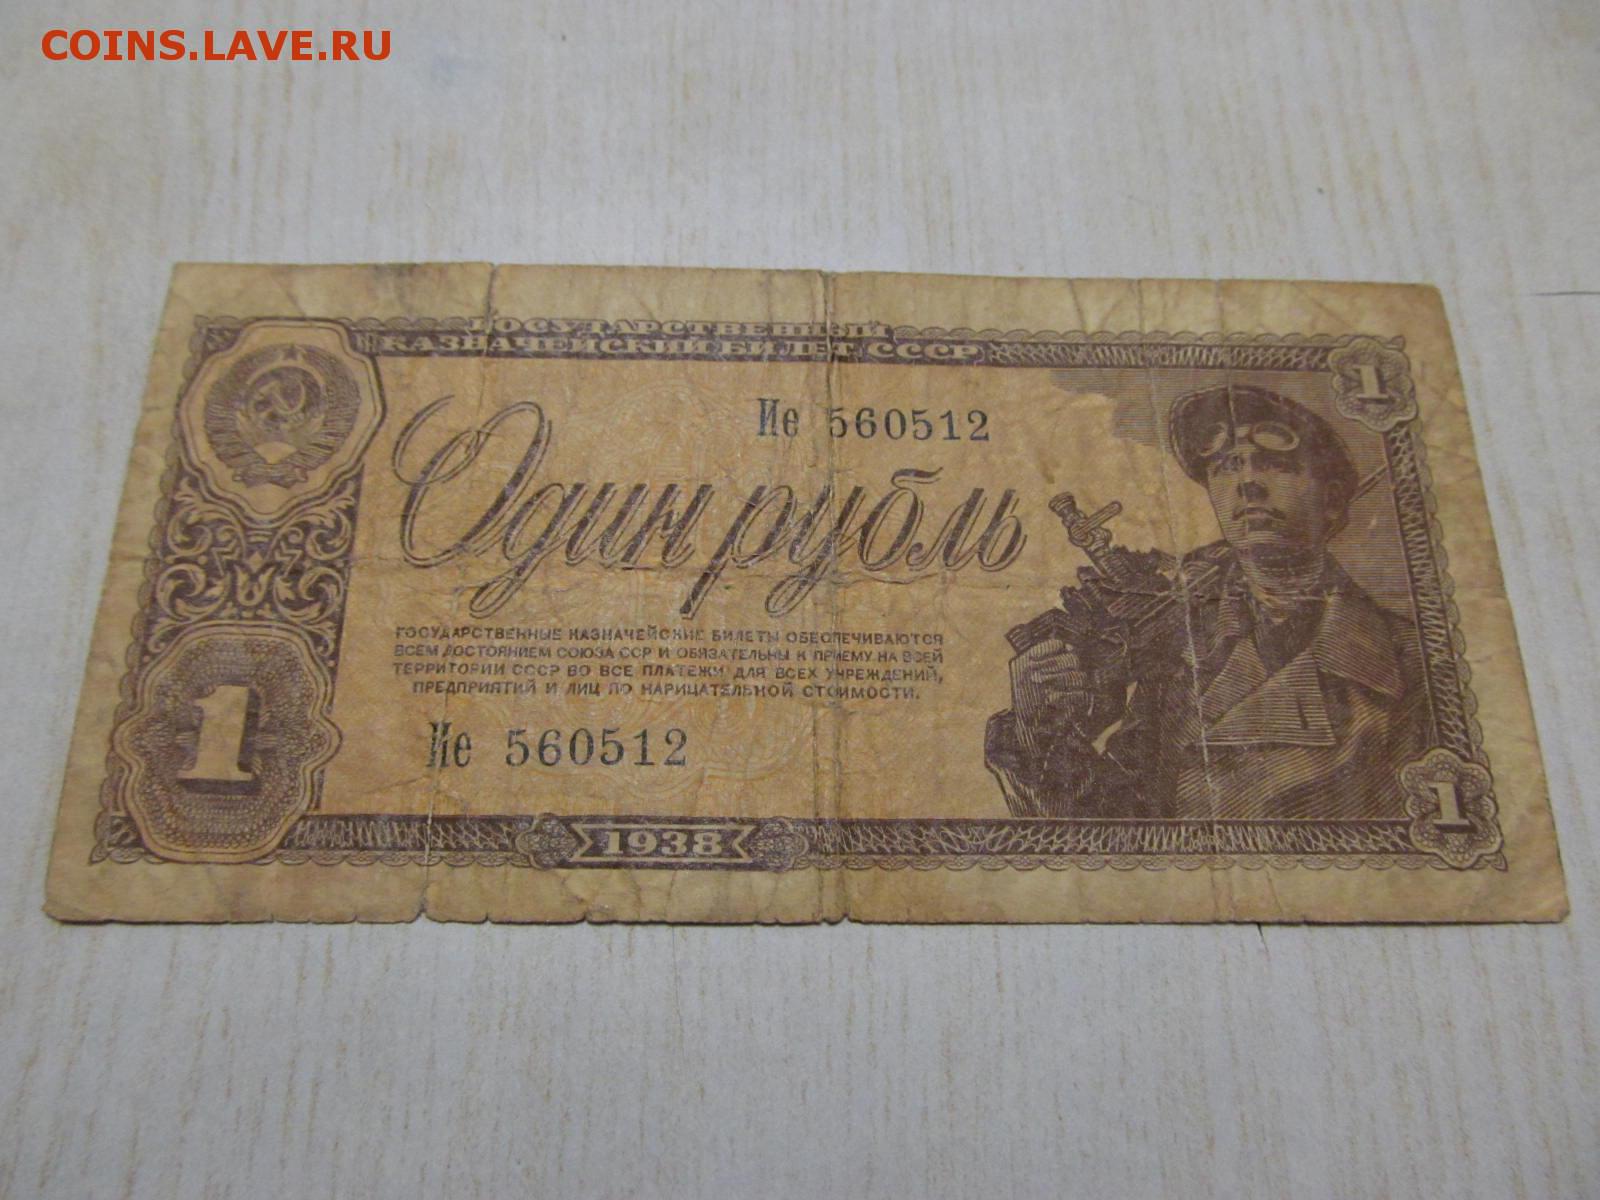 COINS.LAVE.RU
ГОСУДАРСТВЕННЫЙ
КАЗНАЧЕЙСКИЙ БИЛЕТ СССР
1
Ие 560512
Один рубль
ГОСУДАРСТВЕННЫЕ КАЗНАЧЕЙСКИЕ БИЛЕТЫ ОБЕСПЕЧИВАЮТСЯ
ВСЕМ ДОСТОЯНИЕМ СОЮЗА ССР И ОБЯЗАТЕЛЬНЫ К ПРИЕМУ НА ВСЕЙ
ТЕРРИТОРИИ СССР ВО ВСЕ ПЛАТЕЖИ ДЛЯ ВСЕХ УЧРЕЖДЕНИЙ,
ПРЕДПРИЯТИЙ И ЛИЦ ПО НАРИЦАТЕЛЬНОЙ СТОИМОСТИ.
1
Ие 560512
1
1938